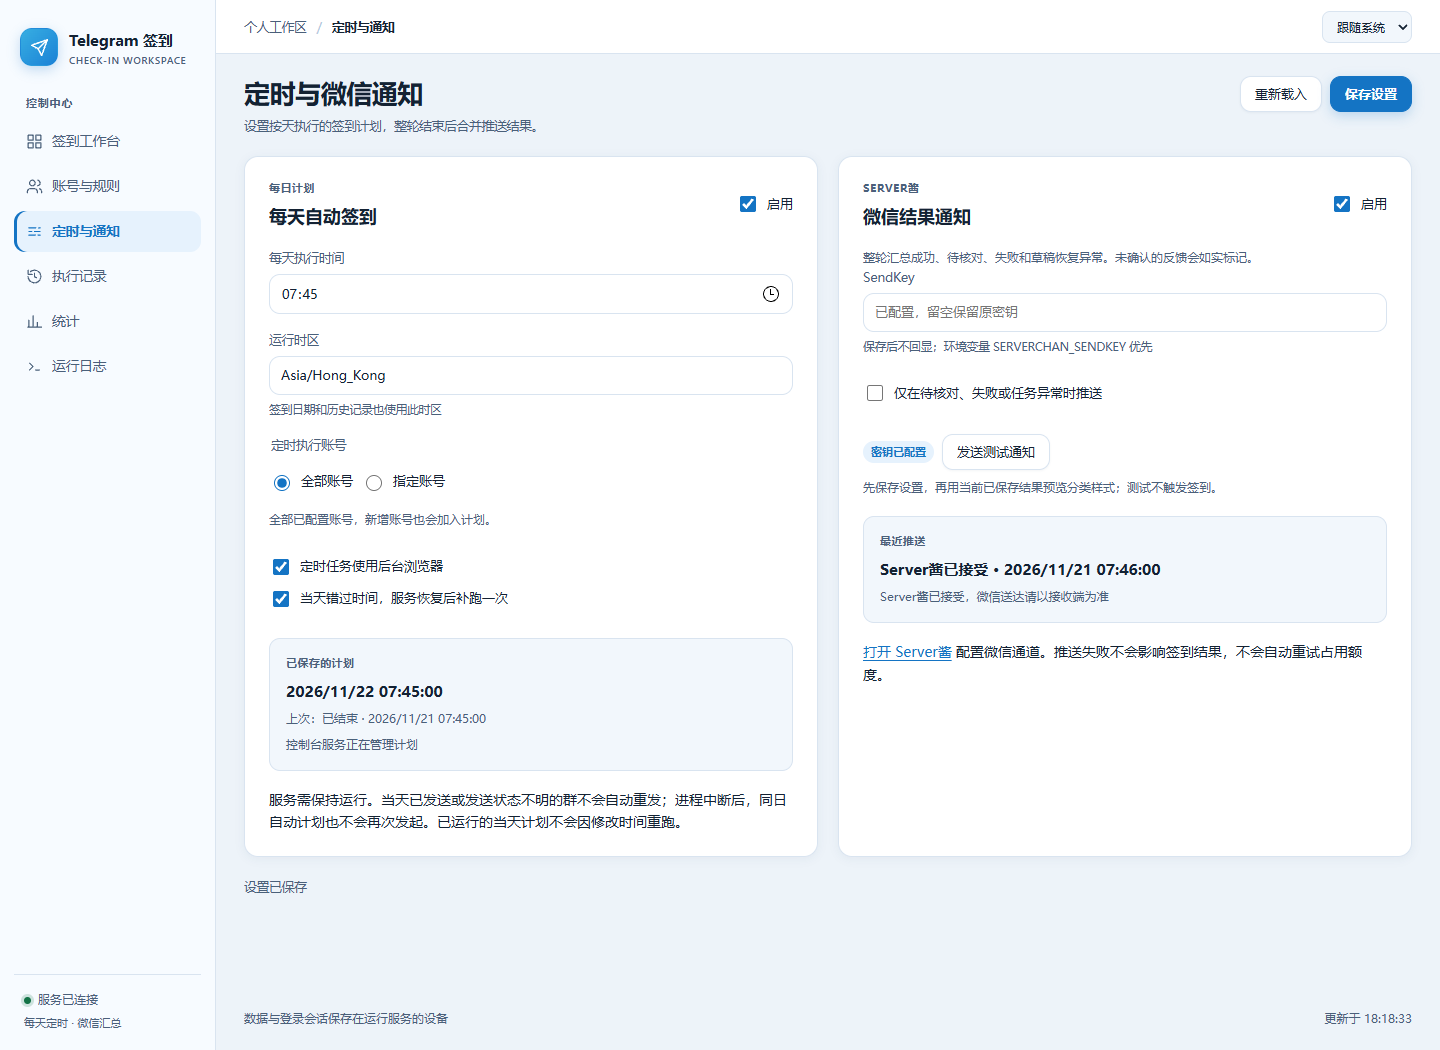 Telegram 签到
CHECK-IN WORKSPACE
控制中心
签到工作台
账号与规则
定时与通知
执行记录
统计
运行日志
服务已连接
每天定时 · 微信汇总
个人工作区 / 定时与通知
跟随系统
定时与微信通知
设置按天执行的签到计划，整轮结束后合并推送结果。
重新载入
保存设置
每日计划
每天自动签到
启用
每天执行时间
07:45
运行时区
Asia/Hong_Kong
签到日期和历史记录也使用此时区
定时执行账号
全部账号
指定账号
全部已配置账号，新增账号也会加入计划。
定时任务使用后台浏览器
当天错过时间，服务恢复后补跑一次
已保存的计划
2026/11/22 07:45:00
上次：已结束 · 2026/11/21 07:45:00
控制台服务正在管理计划
服务需保持运行。当天已发送或发送状态不明的群不会自动重发；进程中断后，同日
自动计划也不会再次发起。已运行的当天计划不会因修改时间重跑。
SERVER酱
微信结果通知
启用
整轮汇总成功、待核对、失败和草稿恢复异常。未确认的反馈会如实标记。
SendKey
已配置，留空保留原密钥
保存后不回显；环境变量 SERVERCHAN_SENDKEY 优先
仅在待核对、失败或任务异常时推送
密钥已配置
发送测试通知
先保存设置，再用当前已保存结果预览分类样式；测试不触发签到。
最近推送
Server酱已接受 • 2026/11/21 07:46:00
Server酱已接受，微信送达请以接收端为准
打开 Server酱 配置微信通道。推送失败不会影响签到结果，不会自动重试占用额
度。
设置已保存
数据与登录会话保存在运行服务的设备
更新于 18:18:33